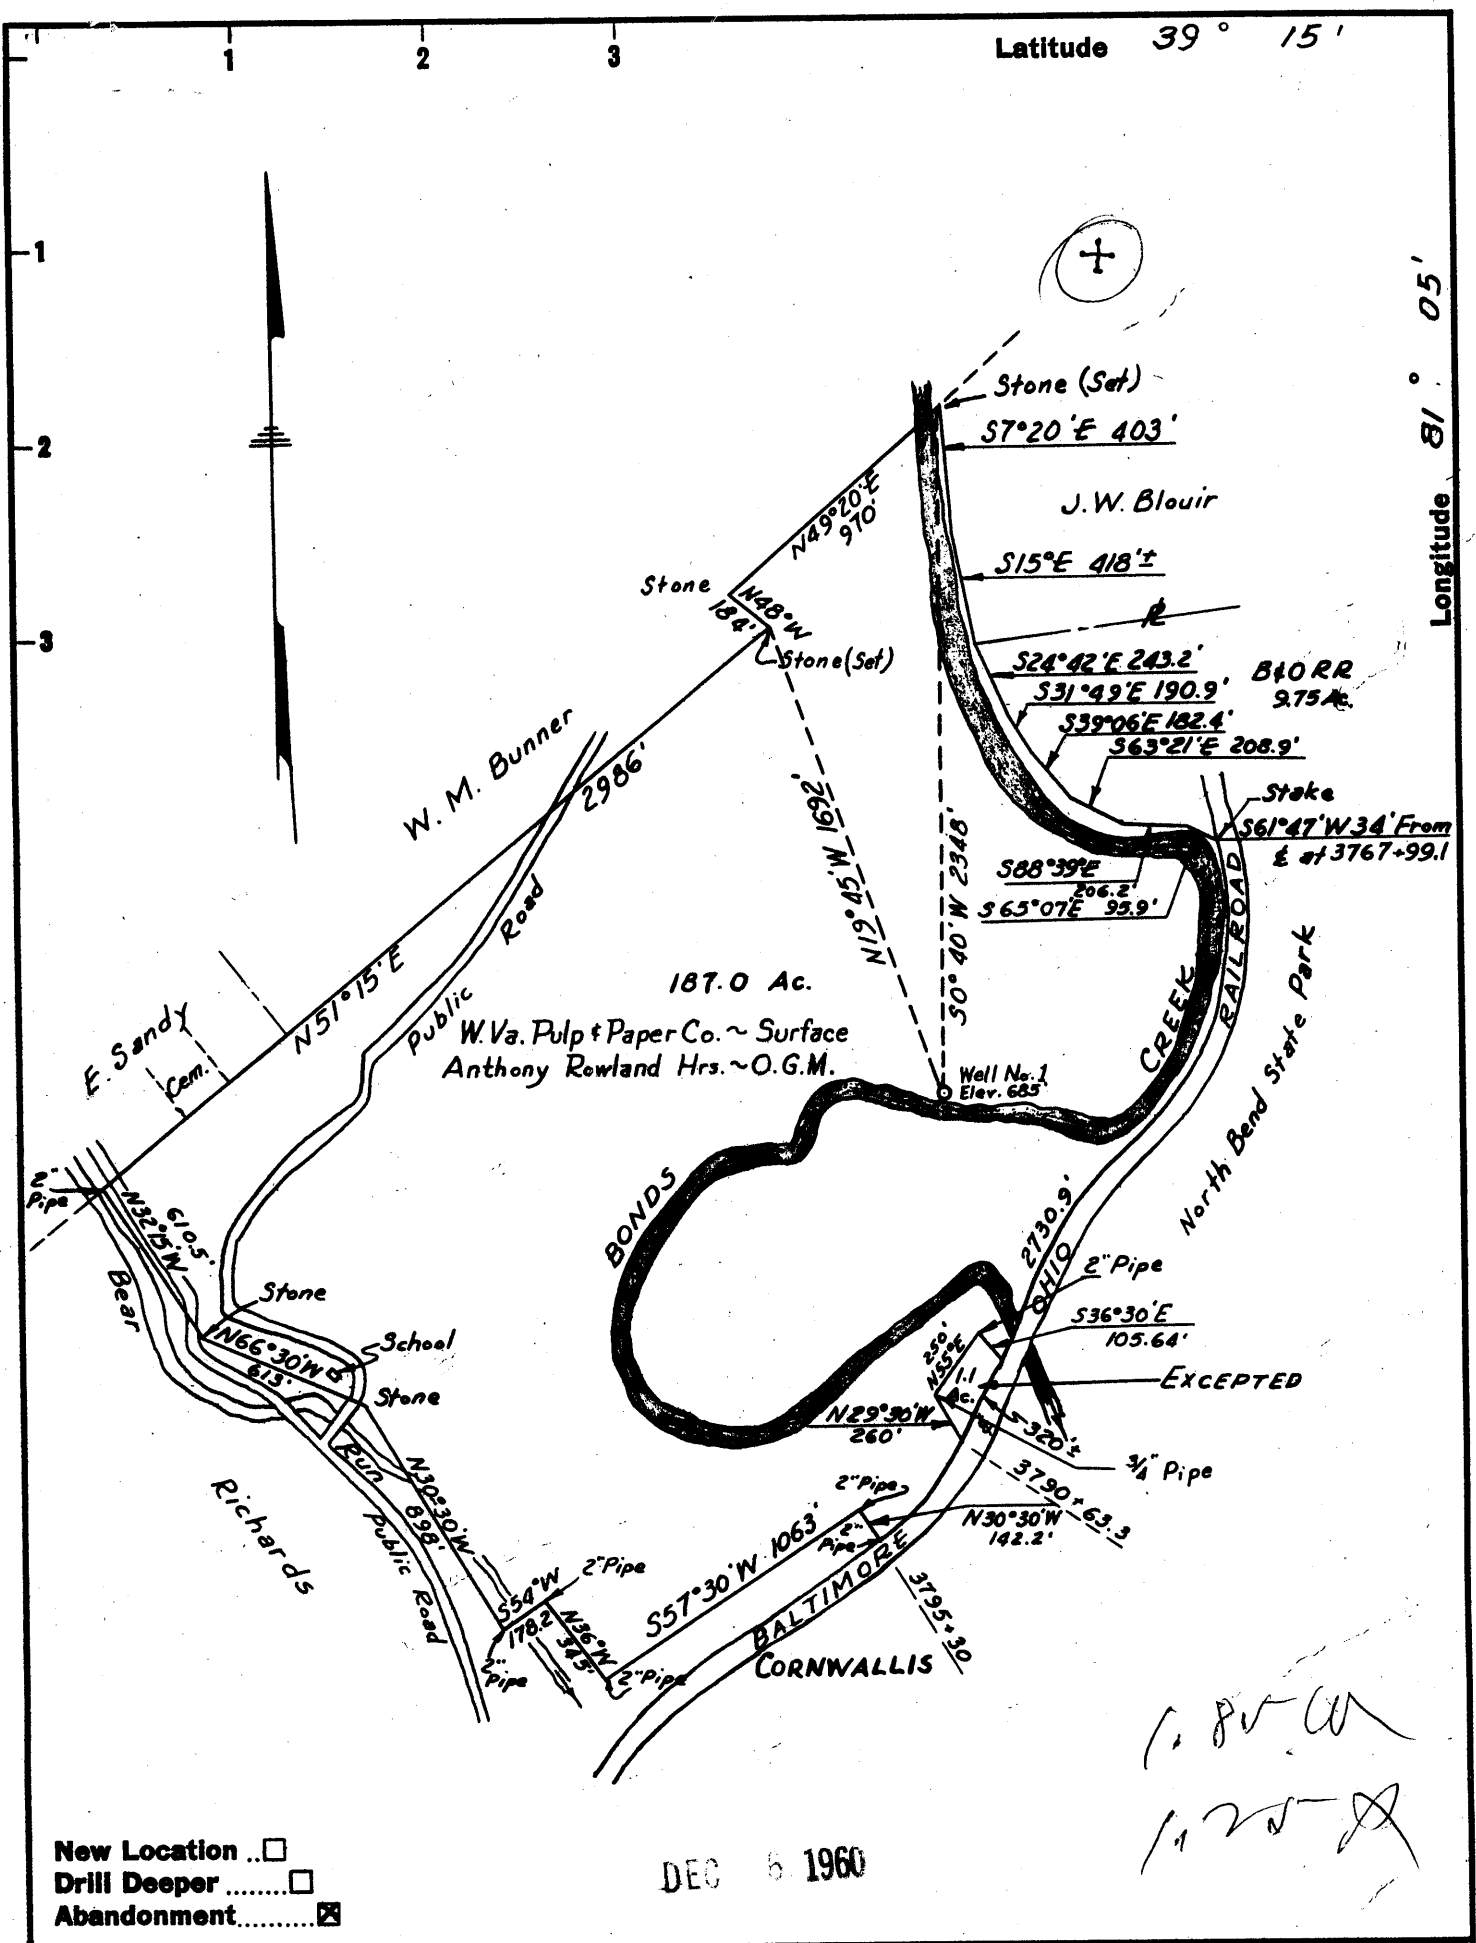 Latitude 39° 15'
1 2 3
1
2
3
Longitude 81° 05'
Stone (Set)
S7°20'E 403'
J.W. Blouir
N49°20'E
970'
S15°E 418'±
Stone
N48°W
184'
Stone (Set)
S24°42'E 243.2'
B&O RR
9.75 Ac.
S31°49'E 190.9'
S39°06'E 182.4'
S63°21'E 208.9'
W. M. Bunner
2986'
Stake
S61°47'W 34' From
℄ at 3767+99.1
N19°45'W 1692'
S0°40'W 2348'
S88°39'E
206.2'
S65°07'E 95.9'
Public Road
N51°15'E
RAILROAD
North Bend State Park
187.0 Ac.
W.Va. Pulp & Paper Co. ~ Surface
Anthony Rowland Hrs. ~ O.G.M.
E. Sandy
Cem.
CREEK
Well No. 1
Elev. 685'
2"
Pipe
N32°15'W
610.5'
BONDS
2730.9'
OHIO
2" Pipe
Bear
Stone
S36°30'E
105.64'
N66°30'W
613'
School
250'
N55°E
1.1
Ac.
EXCEPTED
Stone
N29°30'W
260'
320'±
3/4" Pipe
Run
N30°30'W
898'
3790+63.3
2" Pipe
N30°30'W
142.2'
2"
Pipe
Richards
Public Road
S57°30'W 1063'
2" Pipe
S54°W
178.2
N36°W
345'
BALTIMORE
3795+30
2"
Pipe
2" Pipe
CORNWALLIS
New Location ..☐
Drill Deeper ........☐
Abandonment..........☒
DEC 6 1960